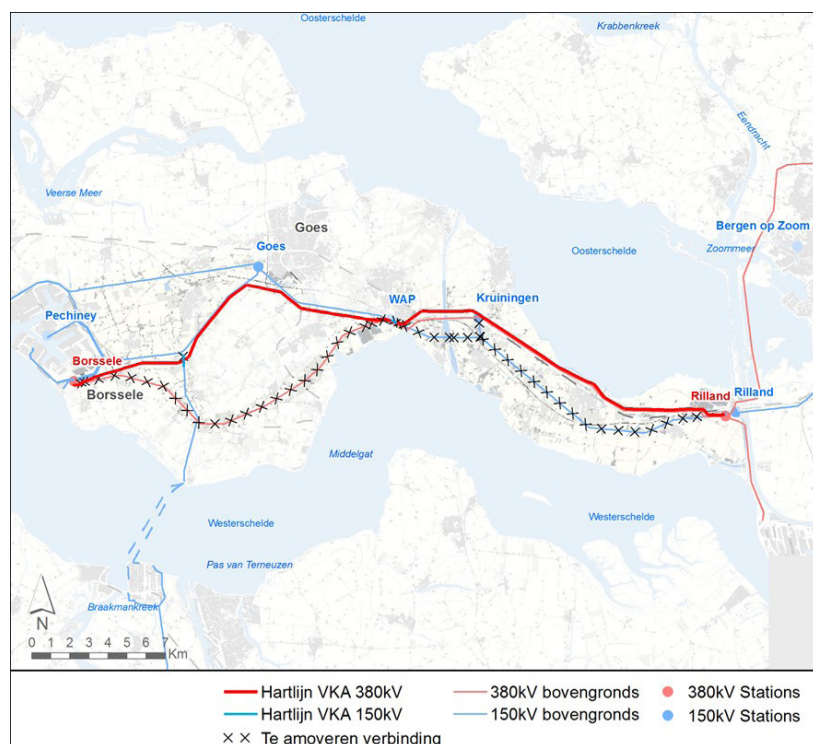 Oosterschelde
Krabbenkreek
Eendracht
Veerse Meer
Goes
Bergen op Zoom
Goes
Zoommeer
Oosterschelde
WAP
Kruiningen
Pechiney
Borssele
Rilland
Rilland
Borssele
Middelgat
Westerschelde
Westerschelde
Pas van Terneuzen
Braakmankreek
N
0 1 2 3 4 5 6 7
Km
Hartlijn VKA 380kV
380kV bovengronds
380kV Stations
Hartlijn VKA 150kV
150kV bovengronds
150kV Stations
Te amoveren verbinding